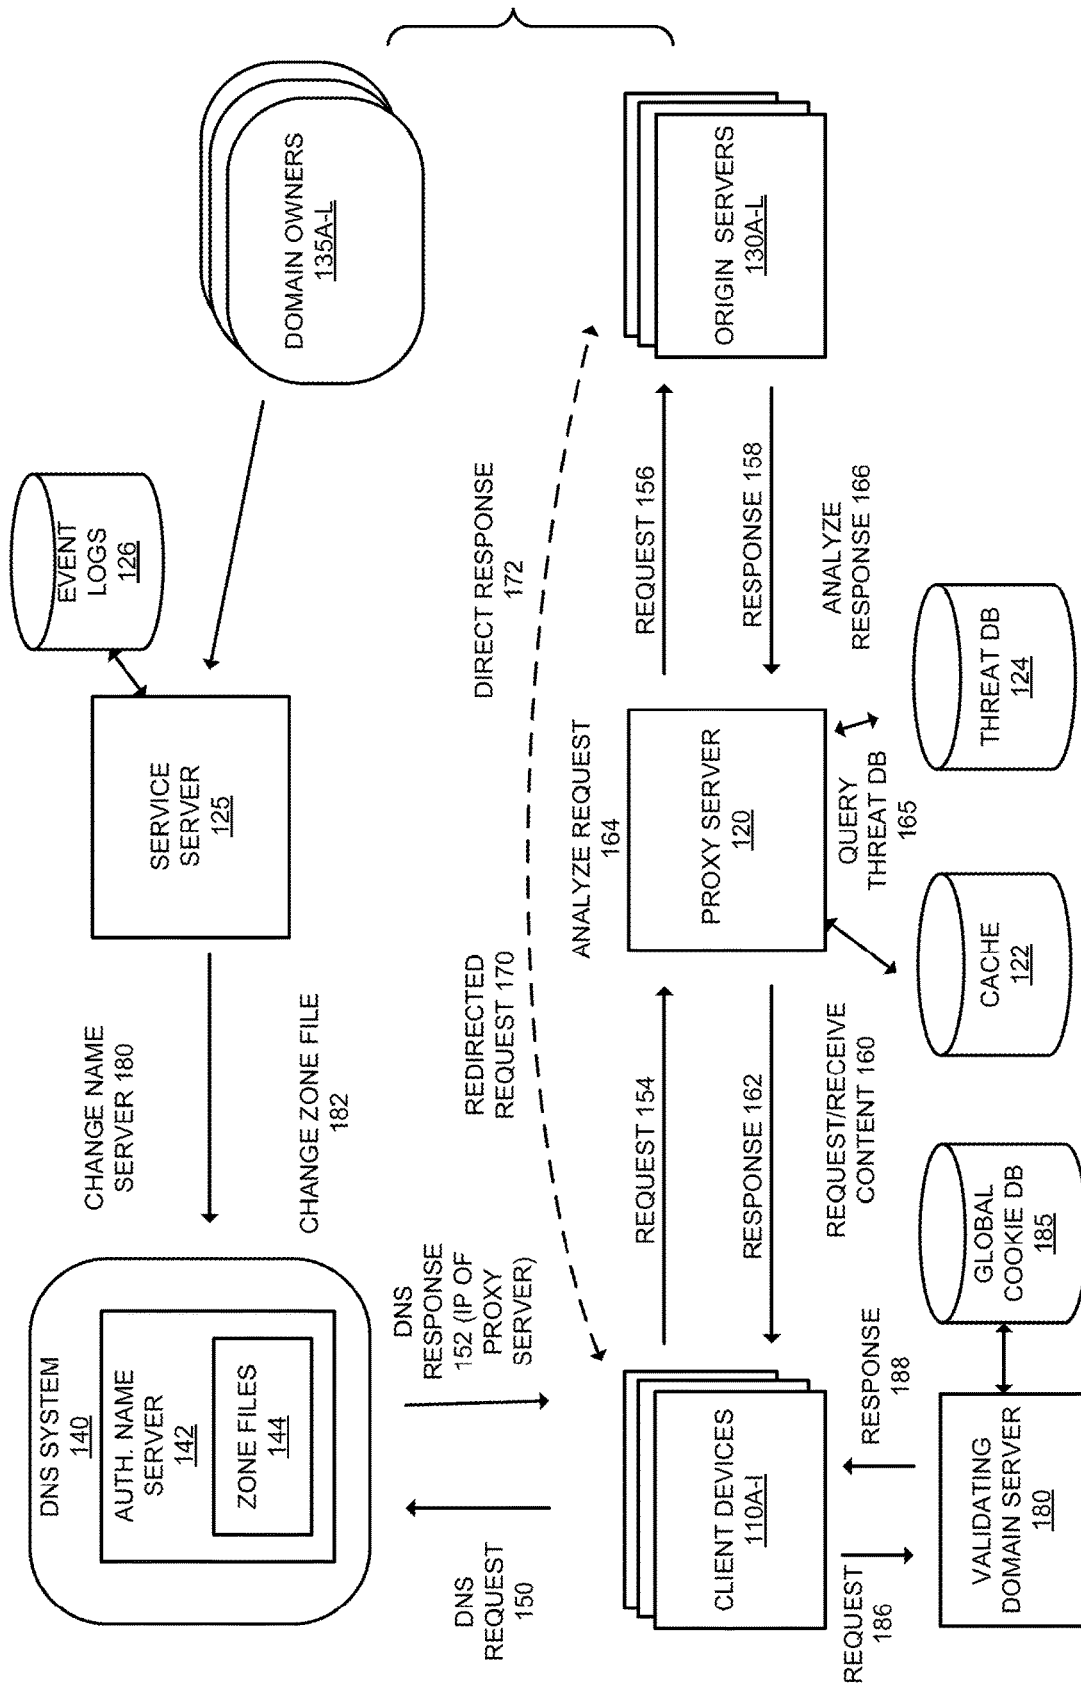 DNS SYSTEM
140
AUTH. NAME
SERVER
142
ZONE FILES
144
CHANGE NAME
SERVER 180
CHANGE ZONE FILE
182
SERVICE
SERVER
125
EVENT
LOGS
126
DOMAIN OWNERS
135A-L
DNS
REQUEST
150
DNS
RESPONSE
152 (IP OF
PROXY
SERVER)
REDIRECTED
REQUEST 170
DIRECT RESPONSE
172
ANALYZE REQUEST
164
CLIENT DEVICES
110A-I
REQUEST 154
RESPONSE 162
PROXY SERVER
120
REQUEST 156
RESPONSE 158
ORIGIN SERVERS
130A-L
REQUEST
186
RESPONSE
188
REQUEST/RECEIVE
CONTENT 160
QUERY
THREAT DB
165
ANALYZE
RESPONSE 166
VALIDATING
DOMAIN SERVER
180
GLOBAL
COOKIE DB
185
CACHE
122
THREAT DB
124